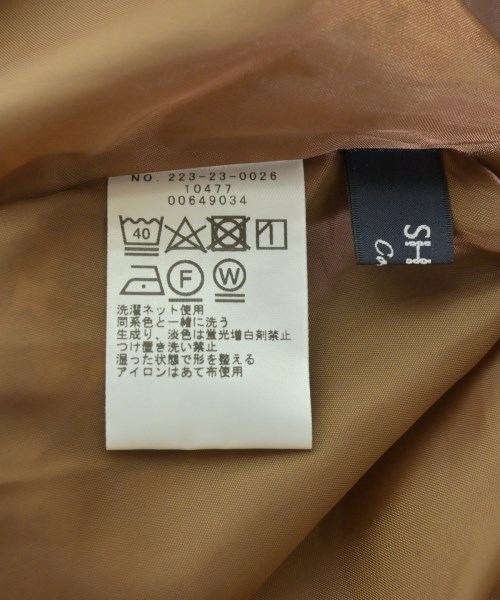 NO. 223-23-0026
10477
00649034
40
F W
洗濯ネット使用
同系色と一緒に洗う
生成り、淡色は蛍光増白剤禁止
つけ置き洗い禁止
湿った状態で形を整える
アイロンはあて布使用
SH